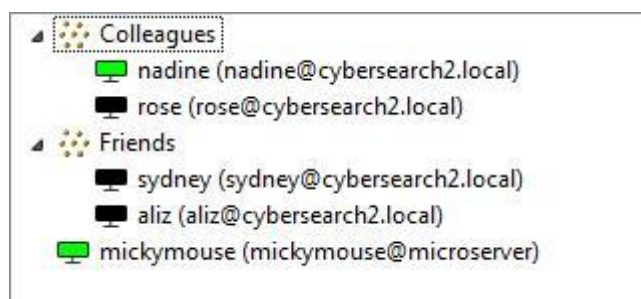 Colleagues
nadine (nadine@cybersearch2.local)
rose (rose@cybersearch2.local)
Friends
sydney (sydney@cybersearch2.local)
aliz (aliz@cybersearch2.local)
mickymouse (mickymouse@microserver)